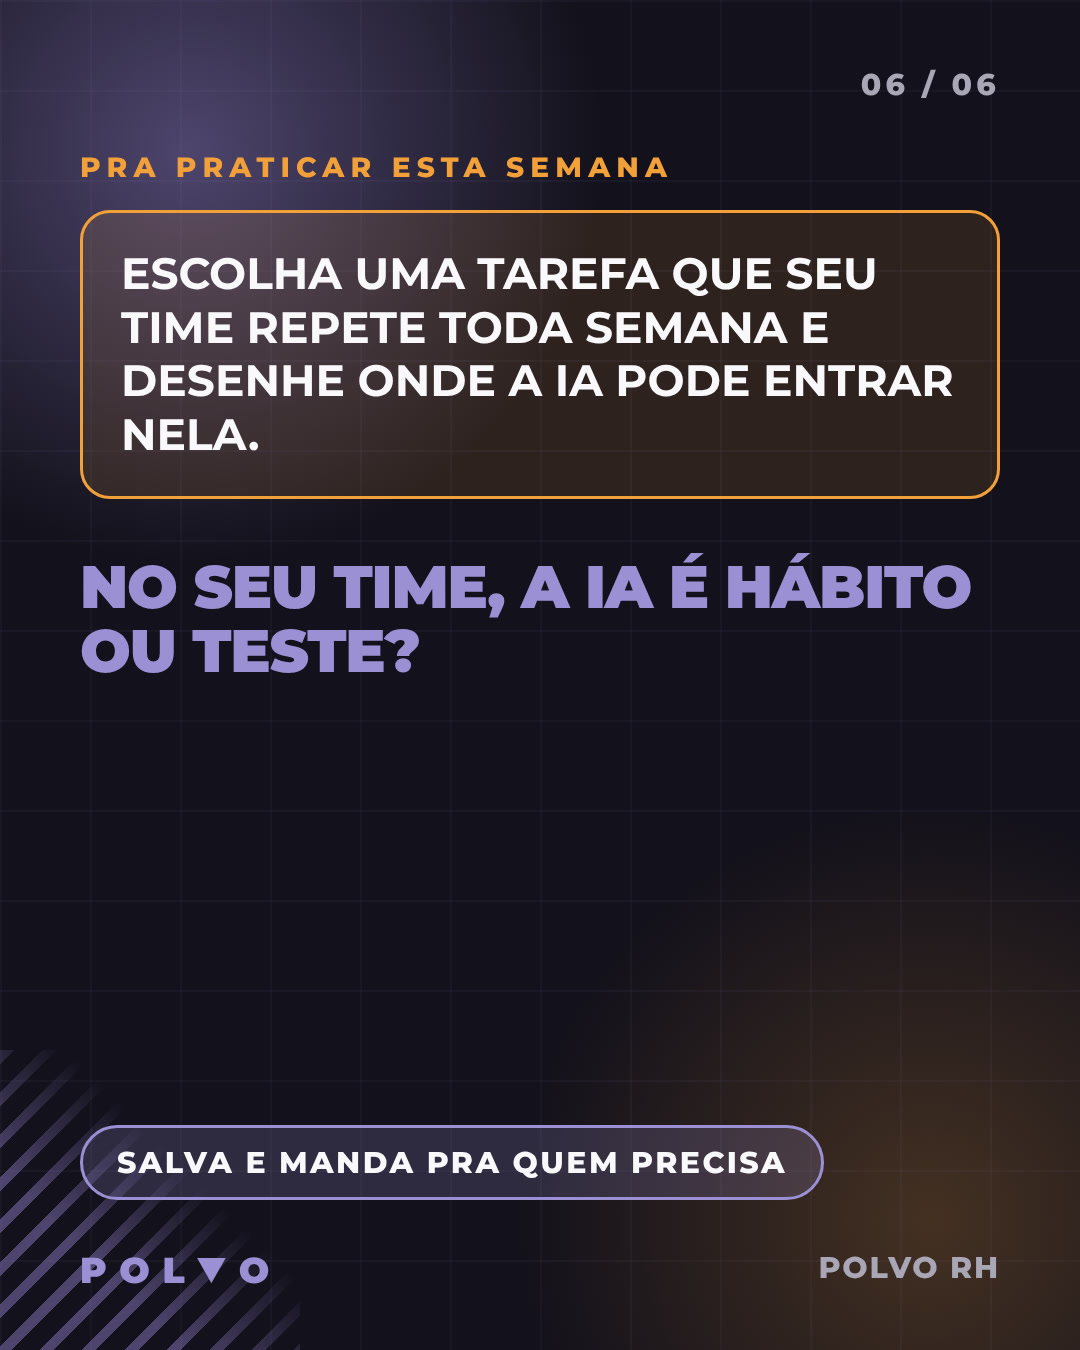 06 / 06
PRA PRATICAR ESTA SEMANA
ESCOLHA UMA TAREFA QUE SEU
TIME REPETE TODA SEMANA E
DESENHE ONDE A IA PODE ENTRAR
NELA.
NO SEU TIME, A IA É HÁBITO
OU TESTE?
SALVA E MANDA PRA QUEM PRECISA
POL▼O
POLVO RH